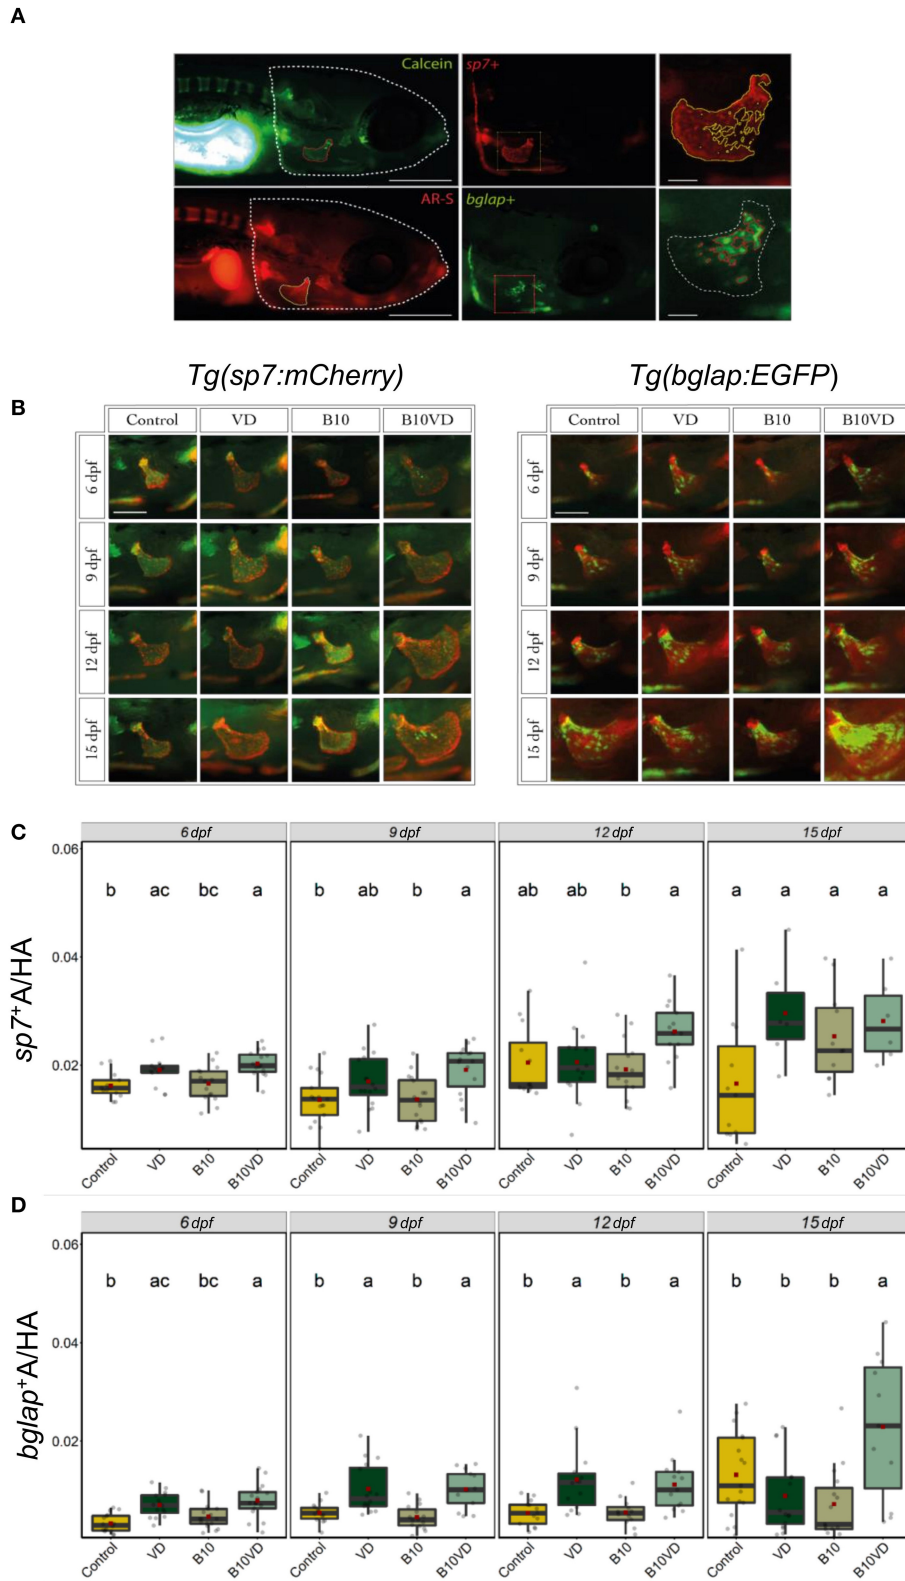 A
Calcein
sp7+
AR-S
bglap+
Tg(sp7:mCherry)
Tg(bglap:EGFP)
B
Control VD B10 B10VD
Control VD B10 B10VD
6 dpf
9 dpf
12 dpf
15 dpf
6 dpf
9 dpf
12 dpf
15 dpf
C
6 dpf 9 dpf 12 dpf 15 dpf
0.06
b ac bc a b ab b a ab ab b a a a a a
0.04
0.02
sp7+A/HA
Control VD B10 B10VD Control VD B10 B10VD Control VD B10 B10VD Control VD B10 B10VD
D
6 dpf 9 dpf 12 dpf 15 dpf
0.06
b ac bc a b a b a b a b a b b b a
0.04
0.02
bglap+A/HA
Control VD B10 B10VD Control VD B10 B10VD Control VD B10 B10VD Control VD B10 B10VD